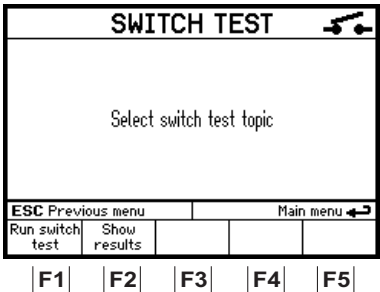 SWITCH TEST
Select switch test topic
ESC Previous menu Main menu
Run switch test Show results
F1 F2 F3 F4 F5